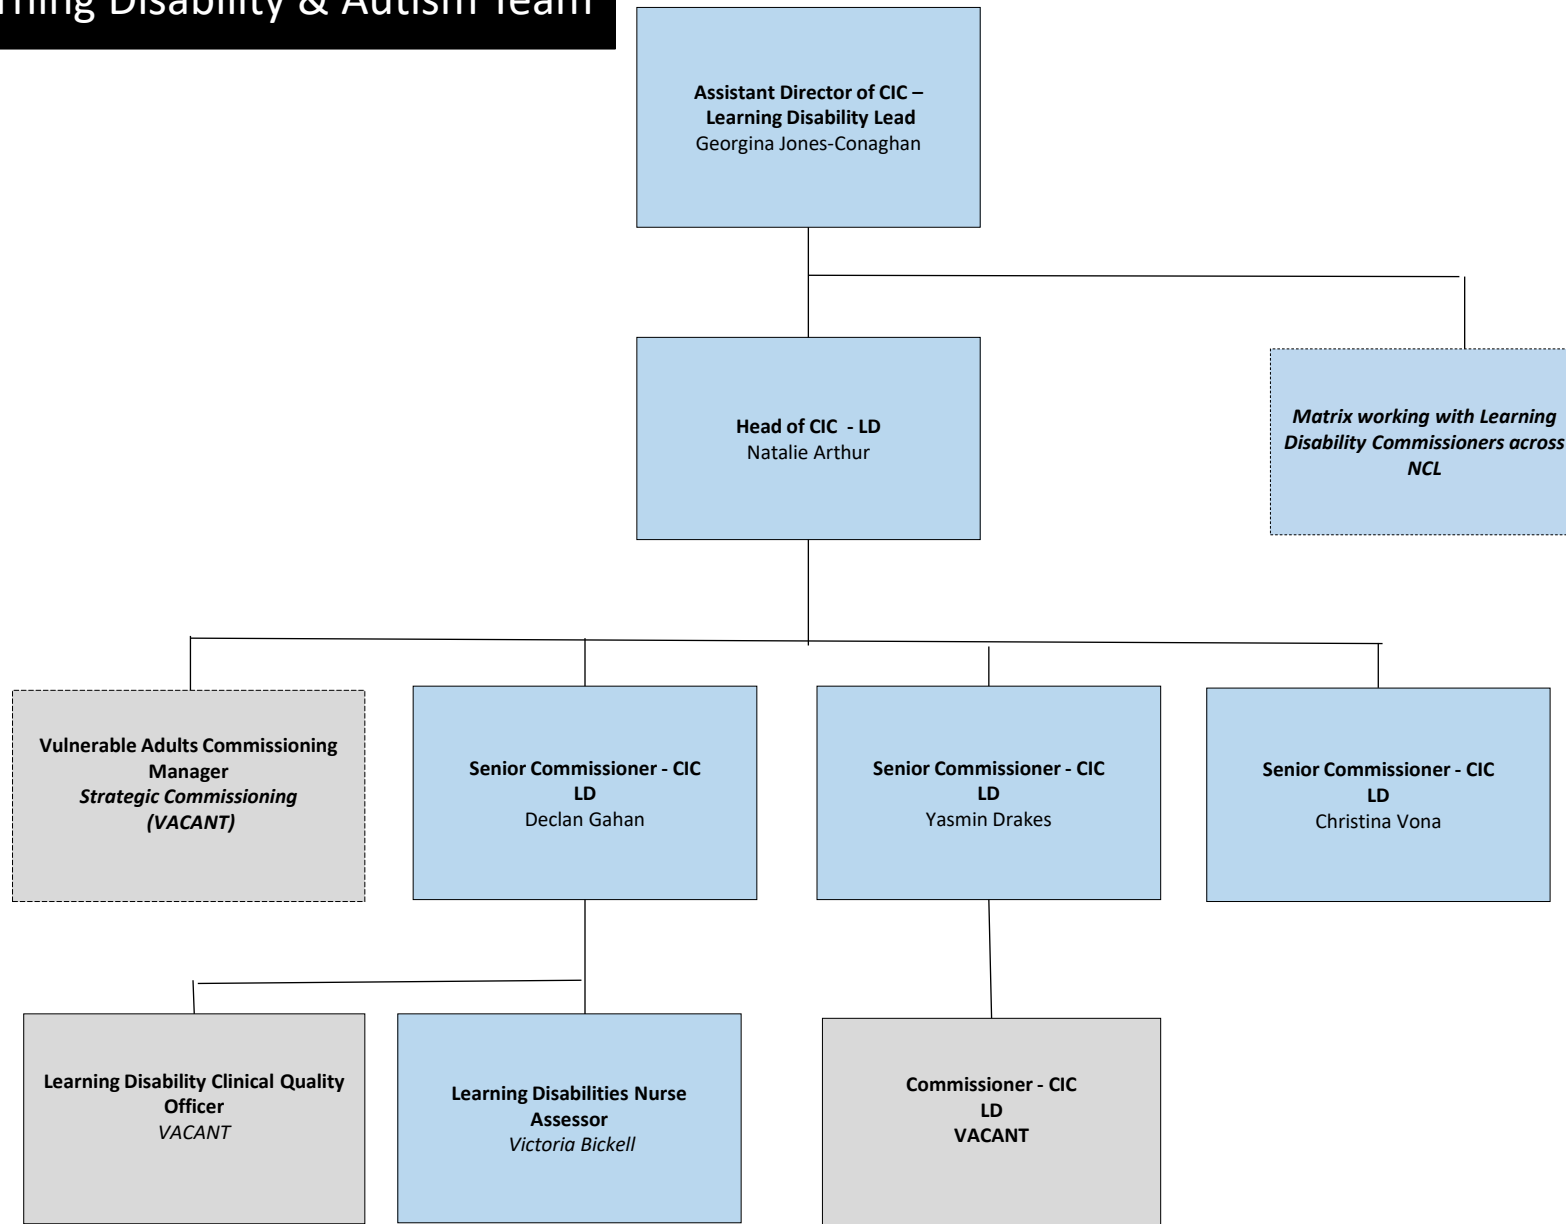 Disability & Autism Team
Assistant Director of CIC –
Learning Disability Lead
Georgina Jones-Conaghan
Head of CIC - LD
Natalie Arthur
Matrix working with Learning
Disability Commissioners across
NCL
Vulnerable Adults Commissioning
Manager
Strategic Commissioning
(VACANT)
Senior Commissioner - CIC
LD
Declan Gahan
Senior Commissioner - CIC
LD
Yasmin Drakes
Senior Commissioner - CIC
LD
Christina Vona
Learning Disability Clinical Quality
Officer
VACANT
Learning Disabilities Nurse
Assessor
Victoria Bickell
Commissioner - CIC
LD
VACANT